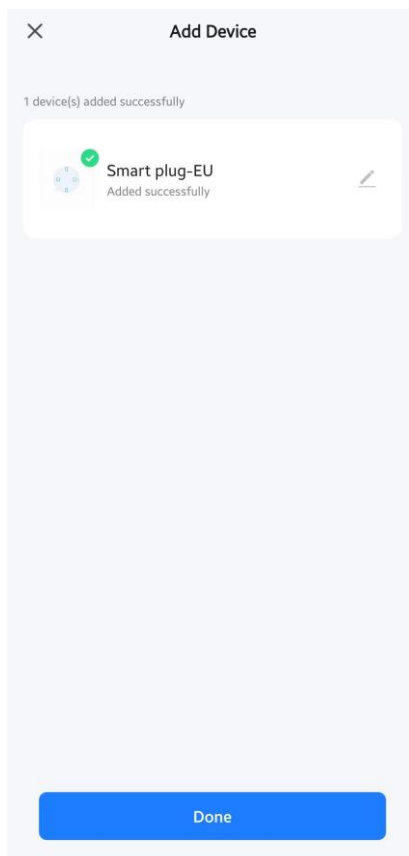 Add Device
1 device(s) added successfully
Smart plug-EU
Added successfully
Done